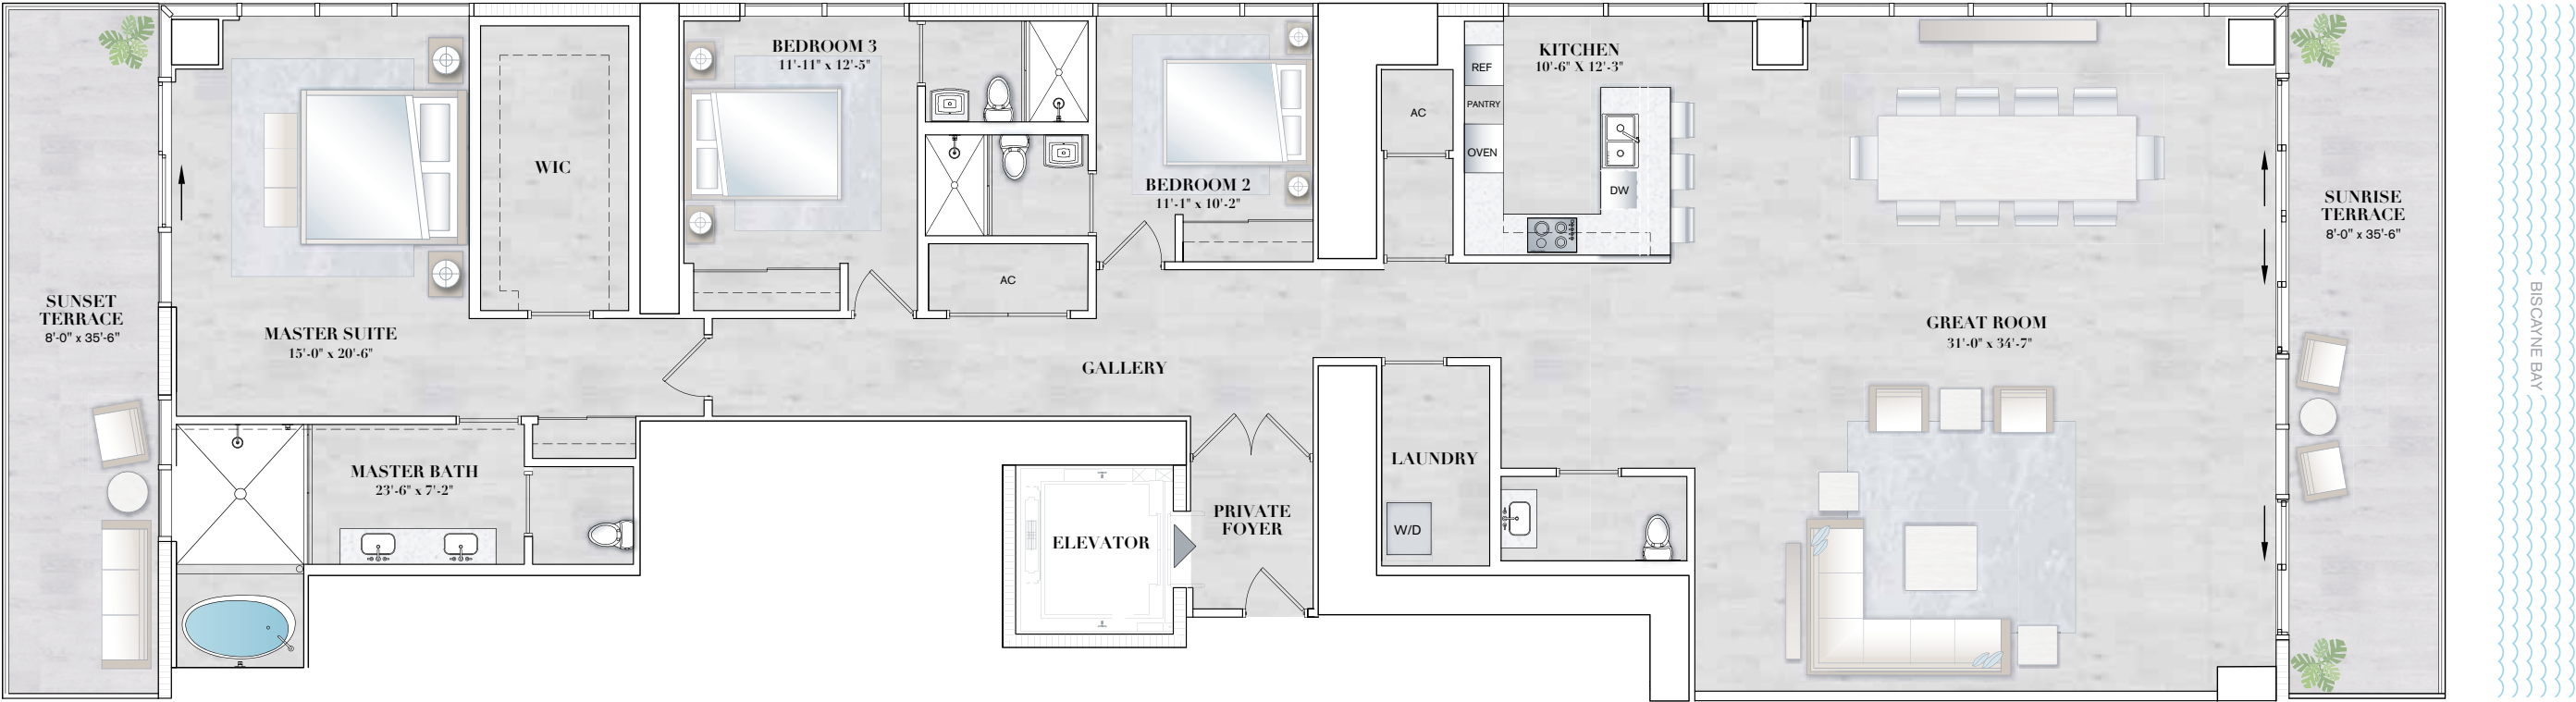 SUNSET
TERRACE
8'-0" x 35'-6"
MASTER SUITE
15'-0" x 20'-6"
WIC
MASTER BATH
23'-6" x 7'-2"
BEDROOM 3
11'-11" x 12'-5"
AC
BEDROOM 2
11'-1" x 10'-2"
GALLERY
ELEVATOR
PRIVATE
FOYER
AC
REF
PANTRY
OVEN
KITCHEN
10'-6" X 12'-3"
DW
LAUNDRY
W/D
GREAT ROOM
31'-0" x 34'-7"
SUNRISE
TERRACE
8'-0" x 35'-6"
BISCAYNE BAY